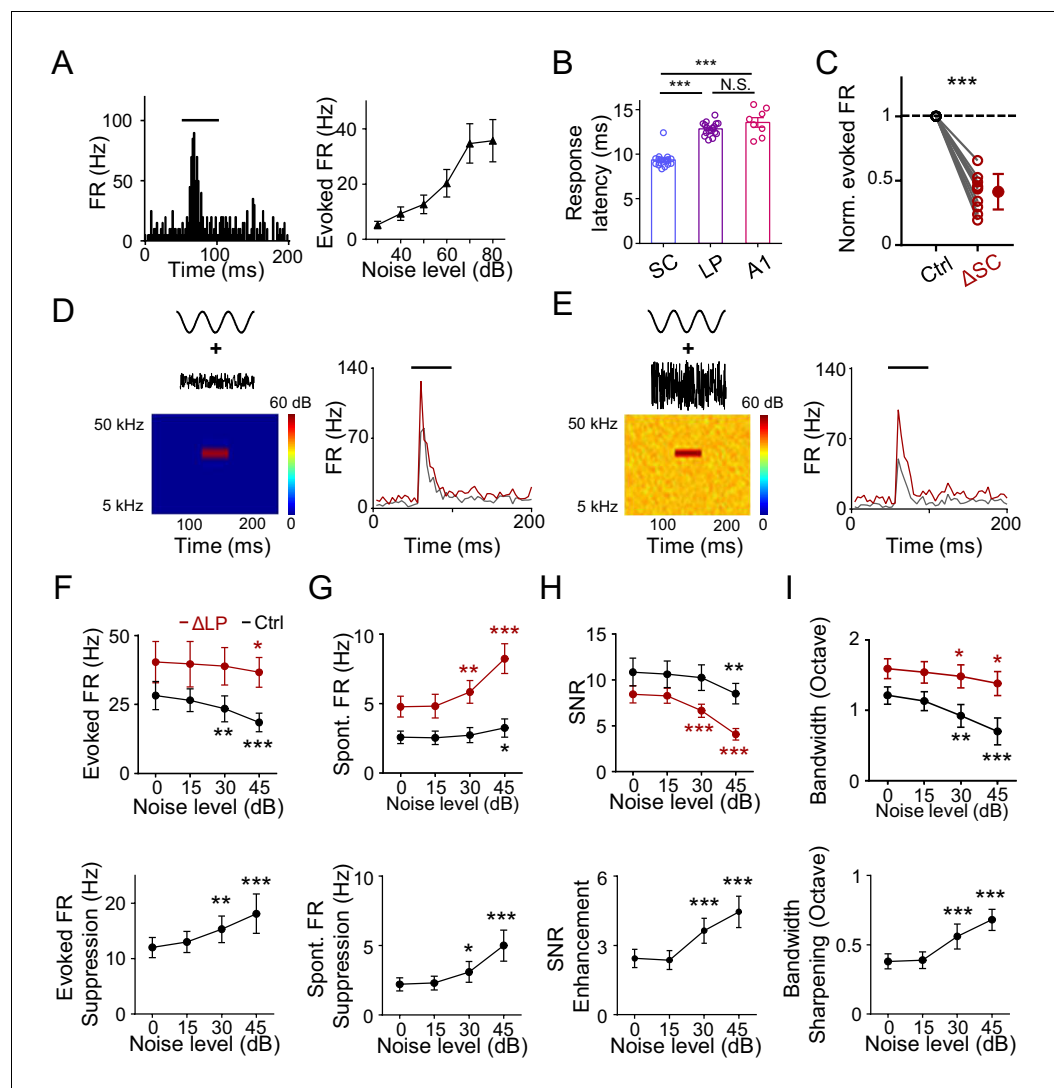 A
FR (Hz)
100
50
0
0
100
200
Time (ms)
Evoked FR (Hz)
40
20
0
40
60
80
Noise level (dB)
B
***
***
N.S.
Response
latency (ms)
15
10
5
0
SC
LP
A1
C
***
Norm. evoked FR
1
0.5
0
Ctrl
ΔSC
D
+
60 dB
50 kHz
5 kHz
0
100
200
Time (ms)
FR (Hz)
140
70
0
0
100
200
Time (ms)
E
+
60 dB
50 kHz
5 kHz
0
100
200
Time (ms)
FR (Hz)
140
70
0
0
100
200
Time (ms)
F
ΔLP
Ctrl
Evoked FR (Hz)
50
25
0
*
**
***
0
15
30
45
Noise level (dB)
G
Spont. FR (Hz)
10
5
0
**
***
*
0
15
30
45
Noise level (dB)
H
SNR
15
10
5
0
**
***
***
0
15
30
45
Noise level (dB)
I
Bandwidth (Octave)
2
1
0
*
*
**
***
0
15
30
45
Noise level (dB)
Evoked FR
Suppression (Hz)
20
10
0
**
***
0
15
30
45
Noise level (dB)
Spont. FR
Suppression (Hz)
10
5
0
*
***
0
15
30
45
Noise level (dB)
SNR
Enhancement
6
3
0
***
***
0
15
30
45
Noise level (dB)
Bandwidth
Sharpening (Octave)
1
0.5
0
***
***
0
15
30
45
Noise level (dB)